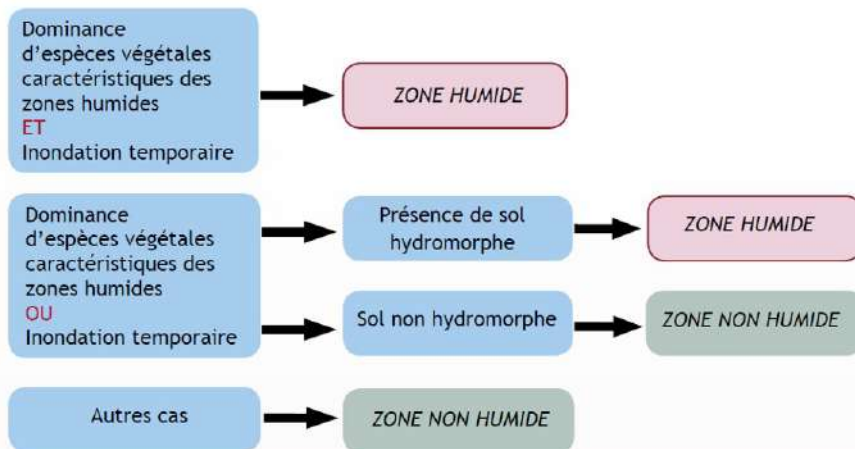 Dominance
d'espèces végétales
caractéristiques des
zones humides
ET
Inondation temporaire
ZONE HUMIDE
Dominance
d'espèces végétales
caractéristiques des
zones humides
OU
Inondation temporaire
Présence de sol
hydromorphe
ZONE HUMIDE
Sol non hydromorphe
ZONE NON HUMIDE
Autres cas
ZONE NON HUMIDE